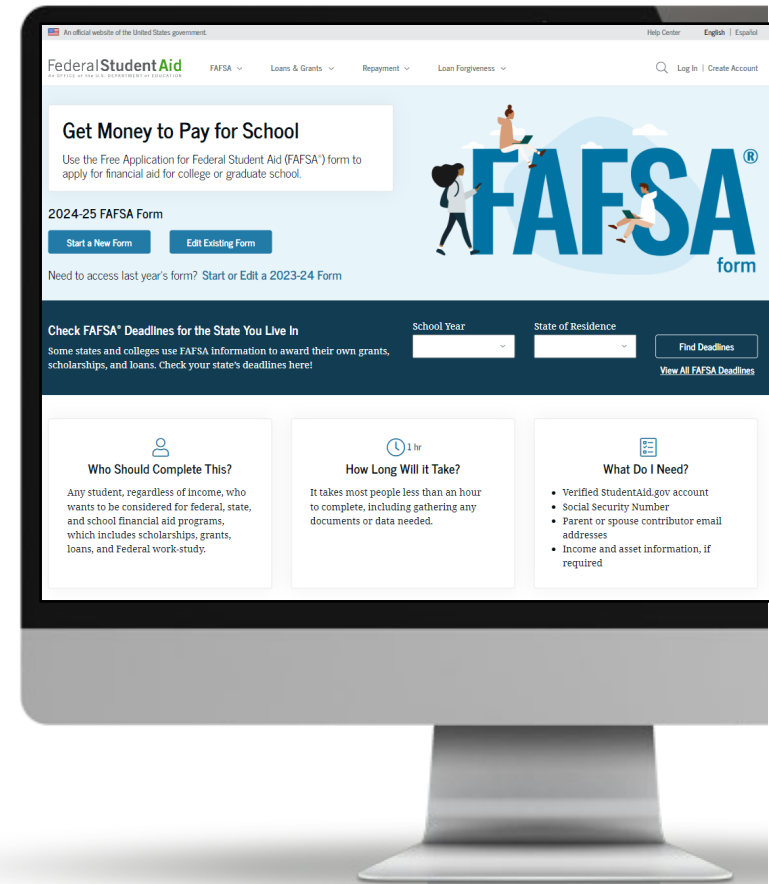 An official website of the United States government.
Help Center English | Español
Federal Student Aid
An OFFICE of the U.S. DEPARTMENT of EDUCATION
FAFSA
Loans & Grants
Repayment
Loan Forgiveness
Log In | Create Account
Get Money to Pay for School
Use the Free Application for Federal Student Aid (FAFSA®) form to
apply for financial aid for college or graduate school.
FAFSA®
form
2024-25 FAFSA Form
Start a New Form
Edit Existing Form
Need to access last year's form? Start or Edit a 2023-24 Form
Check FAFSA® Deadlines for the State You Live In
Some states and colleges use FAFSA information to award their own grants,
scholarships, and loans. Check your state's deadlines here!
School Year
State of Residence
Find Deadlines
View All FAFSA Deadlines
Who Should Complete This?
Any student, regardless of income, who
wants to be considered for federal, state,
and school financial aid programs,
which includes scholarships, grants,
loans, and Federal work-study.
1 hr
How Long Will it Take?
It takes most people less than an hour
to complete, including gathering any
documents or data needed.
What Do I Need?
• Verified StudentAid.gov account
• Social Security Number
• Parent or spouse contributor email
addresses
• Income and asset information, if
required